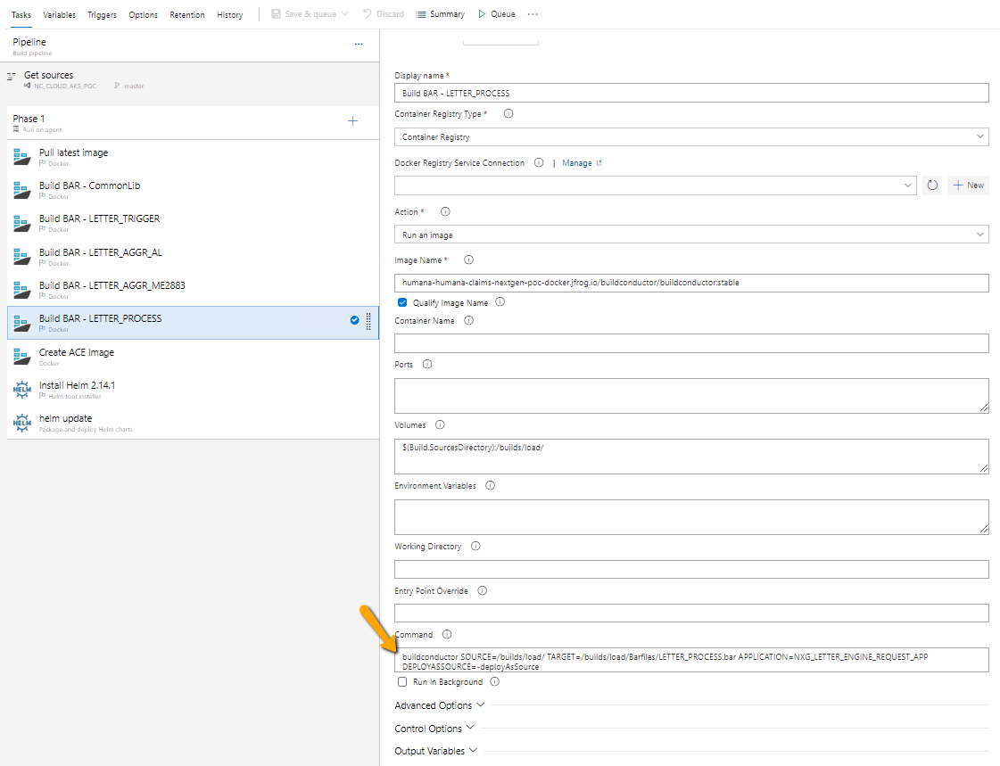 Tasks Variables Triggers Options Retention History Save & queue Discard Summary Queue ...
Pipeline ...
Build pipeline
Get sources
NC_CLOUD_AKS_POC master
Phase 1
Run on agent
Pull latest image
Docker
Build BAR - CommonLib
Docker
Build BAR - LETTER_TRIGGER
Docker
Build BAR - LETTER_AGGR_AL
Docker
Build BAR - LETTER_AGGR_ME2883
Docker
Build BAR - LETTER_PROCESS
Docker
Create ACE Image
Docker
HELM Install Helm 2.14.1
Helm tool installer
HELM helm update
Package and deploy Helm charts
Display name *
Build BAR - LETTER_PROCESS
Container Registry Type *
Container Registry
Docker Registry Service Connection | Manage
New
Action *
Run an image
Image Name *
humana-humana-claims-nextgen-poc-docker.jfrog.io/buildconductor/buildconductor:stable
Qualify Image Name
Container Name
Ports
Volumes
$(Build.SourcesDirectory):/builds/load/
Environment Variables
Working Directory
Entry Point Override
Command
buildconductor SOURCE=/builds/load/ TARGET=/builds/load/Barfiles/LETTER_PROCESS.bar APPLICATION=NXG_LETTER_ENGINE_REQUEST_APP
DEPLOYASSOURCE=-deployAsSource
Run In Background
Advanced Options
Control Options
Output Variables